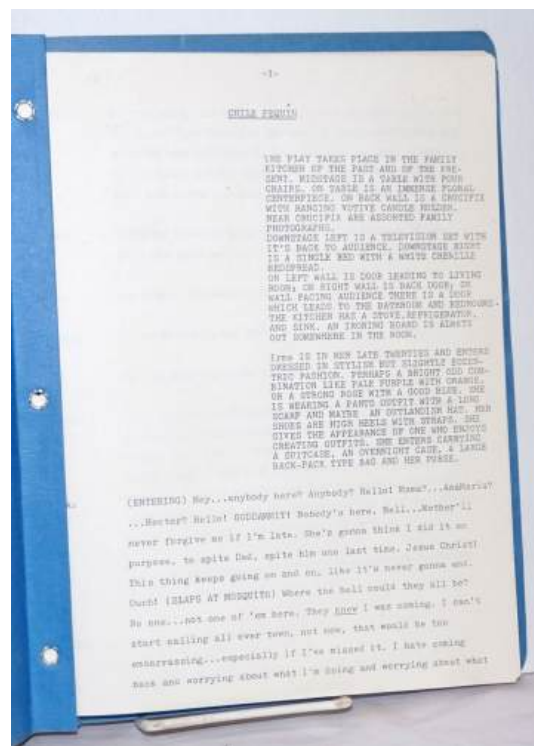 -1-
CHILE PEQUIN
THE PLAY TAKES PLACE IN THE FAMILY
KITCHEN OF THE PAST AND OF THE PRE-
SENT. MIDSTAGE IS A TABLE WITH FOUR
CHAIRS. ON TABLE IS AN IMMENSE FLORAL
CENTERPIECE. ON BACK WALL IS A CRUCIFIX
WITH HANGING VOTIVE CANDLE HOLDER.
NEAR CRUCIFIX ARE ASSORTED FAMILY
PHOTOGRAPHS.
DOWNSTAGE LEFT IS A TELEVISION SET WITH
IT'S BACK TO AUDIENCE. DOWNSTAGE RIGHT
IS A SINGLE BED WITH A WHITE CHENILLE
BEDSPREAD.
ON LEFT WALL IS DOOR LEADING TO LIVING
ROOM; ON RIGHT WALL IS BACK DOOR; ON
WALL FACING AUDIENCE THERE IS A DOOR
WHICH LEADS TO THE BATHROOM AND BEDROOMS.
THE KITCHEN HAS A STOVE, REFRIGERATOR,
AND SINK. AN IRONING BOARD IS ALWAYS
OUT SOMEWHERE IN THE ROOM.
Irma IS IN HER LATE TWENTIES AND ENTERS
DRESSED IN STYLISH BUT SLIGHTLY ECCEN-
TRIC FASHION. PERHAPS A BRIGHT ODD COM-
BINATION LIKE PALE PURPLE WITH ORANGE,
OR A STRONG ROSE WITH A GOOD BLUE. SHE
IS WEARING A PANTS OUTFIT WITH A LONG
SCARF AND MAYBE AN OUTLANDISH HAT. HER
SHOES ARE HIGH HEELS WITH STRAPS. SHE
GIVES THE APPEARANCE OF ONE WHO ENJOYS
CREATING OUTFITS. SHE ENTERS CARRYING
A SUITCASE, AN OVERNIGHT CASE, A LARGE
BACK-PACK TYPE BAG AND HER PURSE.
(ENTERING) Hey...anybody here? Anybody? Hello! Mama?...AnaMaria?
...Hector? Hello! GODDAMMIT! Nobody's here. Hell...Mother'll
never forgive me if I'm late. She's gonna think I did it on
purpose, to spite Dad, spite him one last time. Jesus Christ!
This thing keeps going on and on, like it's never gonna end.
Ouch! (SLAPS AT MOSQUITO) Where the hell could they all be?
No one...not one of 'em here. They knew I was coming. I can't
start calling all over town, not now, that would be too
embarrassing...especially if I've missed it. I hate coming
back and worrying about what I'm doing and worrying about what